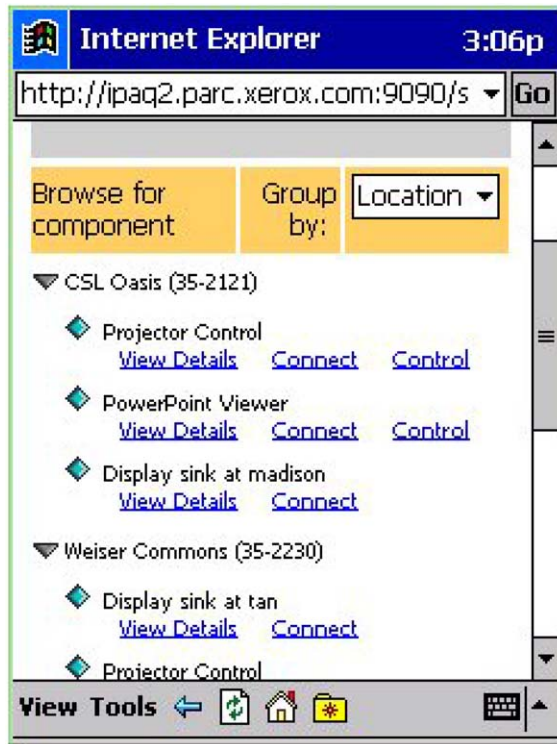 Internet Explorer 3:06p
http://ipaq2.parc.xerox.com:9090/s Go
Browse for component Group by: Location
CSL Oasis (35-2121)
Projector Control
View Details Connect Control
PowerPoint Viewer
View Details Connect Control
Display sink at madison
View Details Connect
Weiser Commons (35-2230)
Display sink at tan
View Details Connect
Projector Control
View Tools